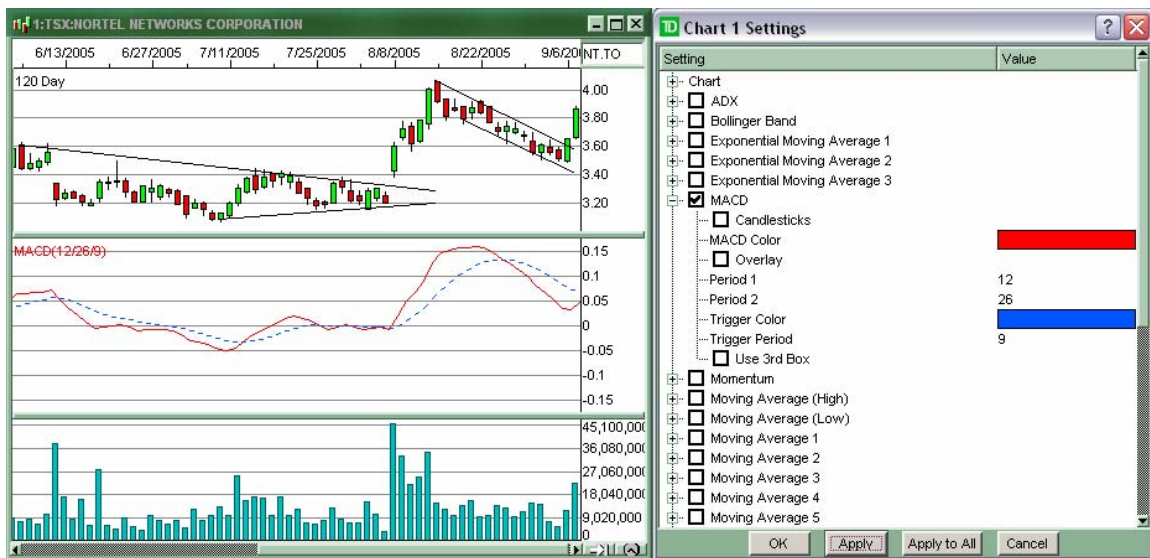 1:TSX:NORTEL NETWORKS CORPORATION
6/13/2005 6/27/2005 7/11/2005 7/25/2005 8/8/2005 8/22/2005 9/6/20 NT.TO
120 Day
4.00
3.80
3.60
3.40
3.20
MACD(12/26/9)
0.15
0.1
0.05
0
-0.05
-0.1
-0.15
45,100,000
36,080,000
27,060,000
18,040,000
9,020,000
0
TD Chart 1 Settings
Setting Value
Chart
ADX
Bollinger Band
Exponential Moving Average 1
Exponential Moving Average 2
Exponential Moving Average 3
MACD
Candlesticks
MACD Color
Overlay
Period 1 12
Period 2 26
Trigger Color
Trigger Period 9
Use 3rd Box
Momentum
Moving Average (High)
Moving Average (Low)
Moving Average 1
Moving Average 2
Moving Average 3
Moving Average 4
Moving Average 5
OK Apply Apply to All Cancel